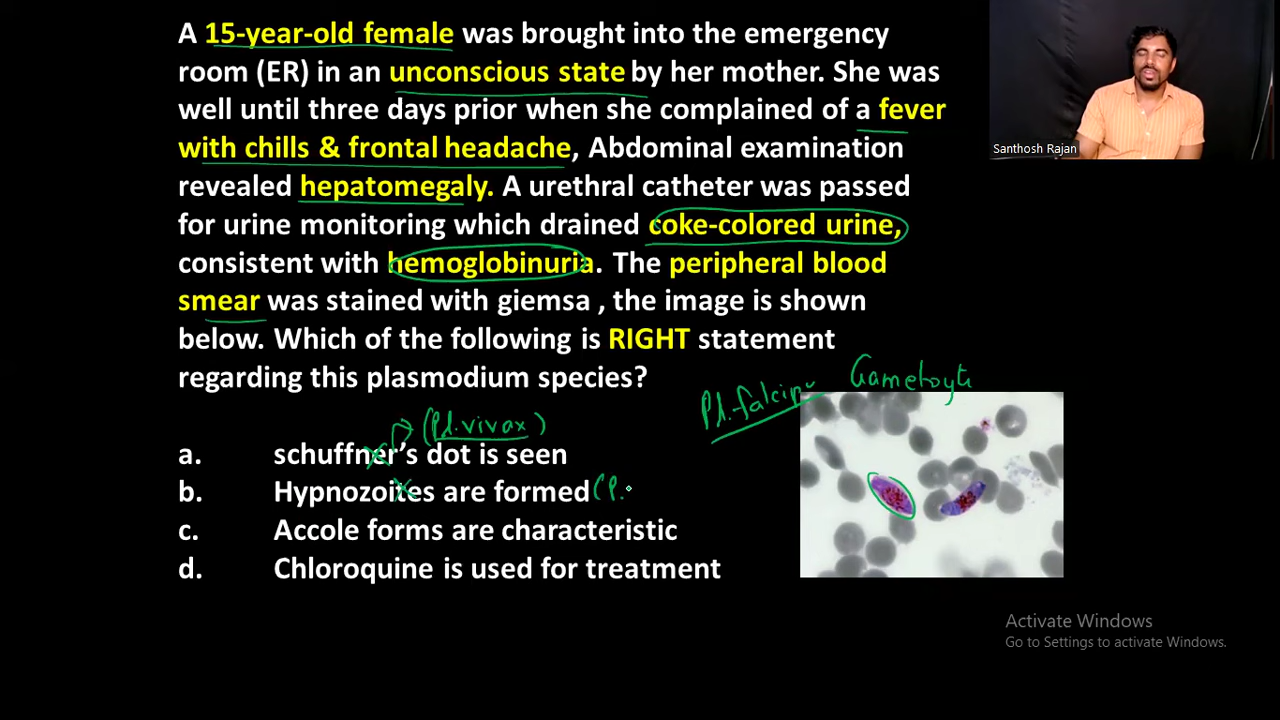 A 15-year-old female was brought into the emergency
room (ER) in an unconscious state by her mother. She was
well until three days prior when she complained of a fever
with chills & frontal headache, Abdominal examination
revealed hepatomegaly. A urethral catheter was passed
for urine monitoring which drained coke-colored urine,
consistent with hemoglobinuria. The peripheral blood
smear was stained with giemsa , the image is shown
below. Which of the following is RIGHT statement
regarding this plasmodium species?
Gametoyte
(Pl.vivax)
a. schuffner's dot is seen
b. Hypnozoites are formed (P.
c. Accole forms are characteristic
d. Chloroquine is used for treatment
Santhosh Rajan
Activate Windows
Go to Settings to activate Windows.